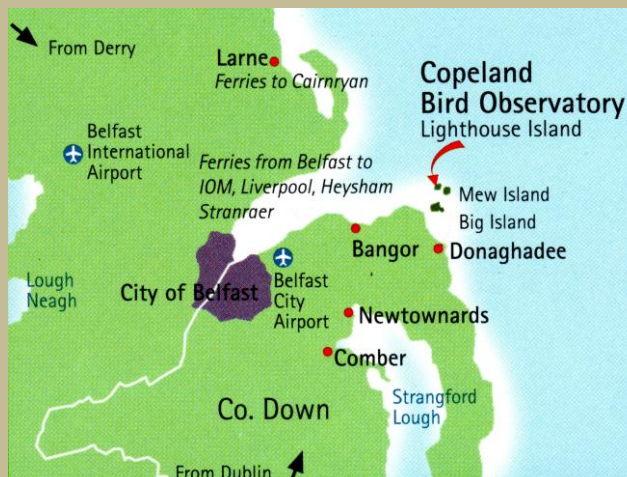 From Derry
Larne
Ferries to Cairnryan
Copeland
Bird Observatory
Lighthouse Island
Belfast
International
Airport
Ferries from Belfast to
IOM, Liverpool, Heysham
Stranraer
Mew Island
Big Island
Bangor
Donaghadee
Lough
Neagh
City of Belfast
Belfast
City
Airport
Newtownards
Comber
Strangford
Lough
Co. Down
From Dublin